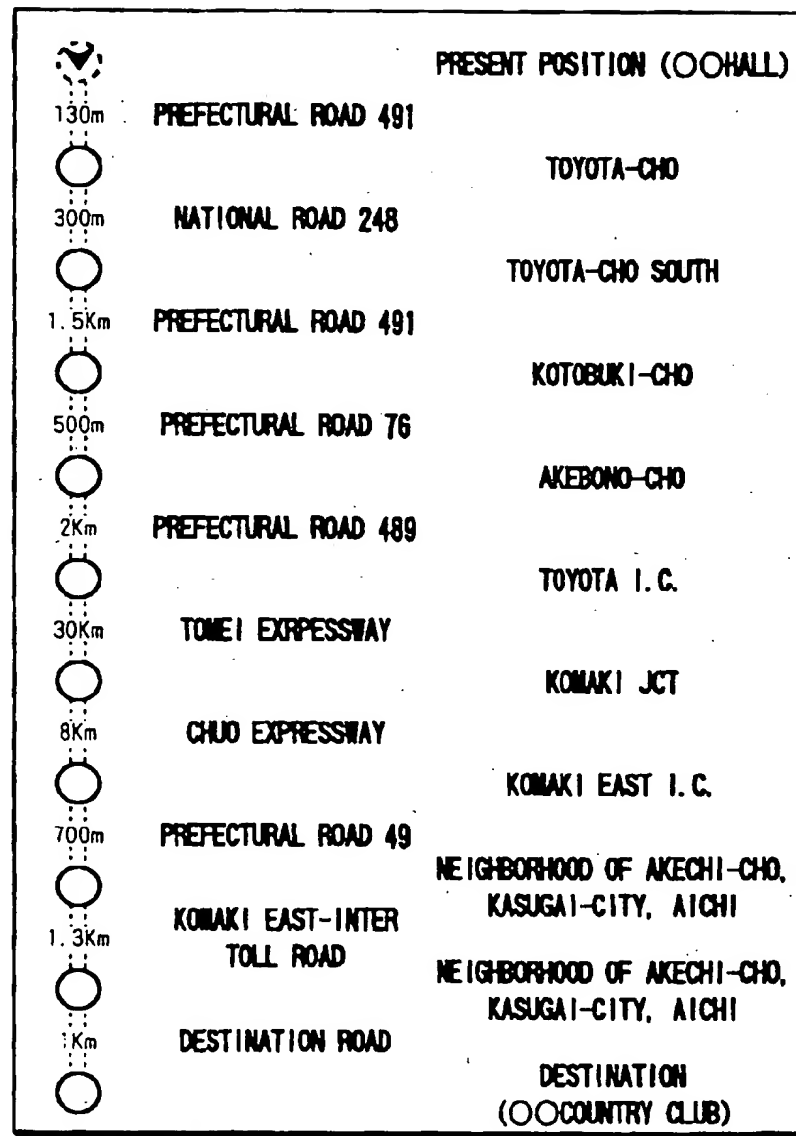 PRESENT POSITION (○○HALL)
130m PREFECTURAL ROAD 491
TOYOTA-CHO
300m NATIONAL ROAD 248
TOYOTA-CHO SOUTH
1.5Km PREFECTURAL ROAD 491
KOTOBUKI-CHO
500m PREFECTURAL ROAD 76
AKEBONO-CHO
2Km PREFECTURAL ROAD 489
TOYOTA I.C.
30Km TOMEI EXRPESSWAY
KOMAKI JCT
8Km CHUO EXPRESSWAY
KOMAKI EAST I.C.
700m PREFECTURAL ROAD 49
NEIGHBORHOOD OF AKECHI-CHO,
KASUGAI-CITY, AICHI
1.3Km KOMAKI EAST-INTER
TOLL ROAD
NEIGHBORHOOD OF AKECHI-CHO,
KASUGAI-CITY, AICHI
1Km DESTINATION ROAD
DESTINATION
(○○COUNTRY CLUB)